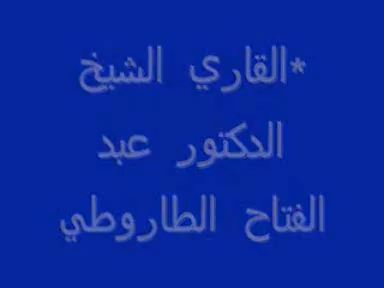 *القاري الشيخ
الدكتور عبد
الفتاح الطاروطي